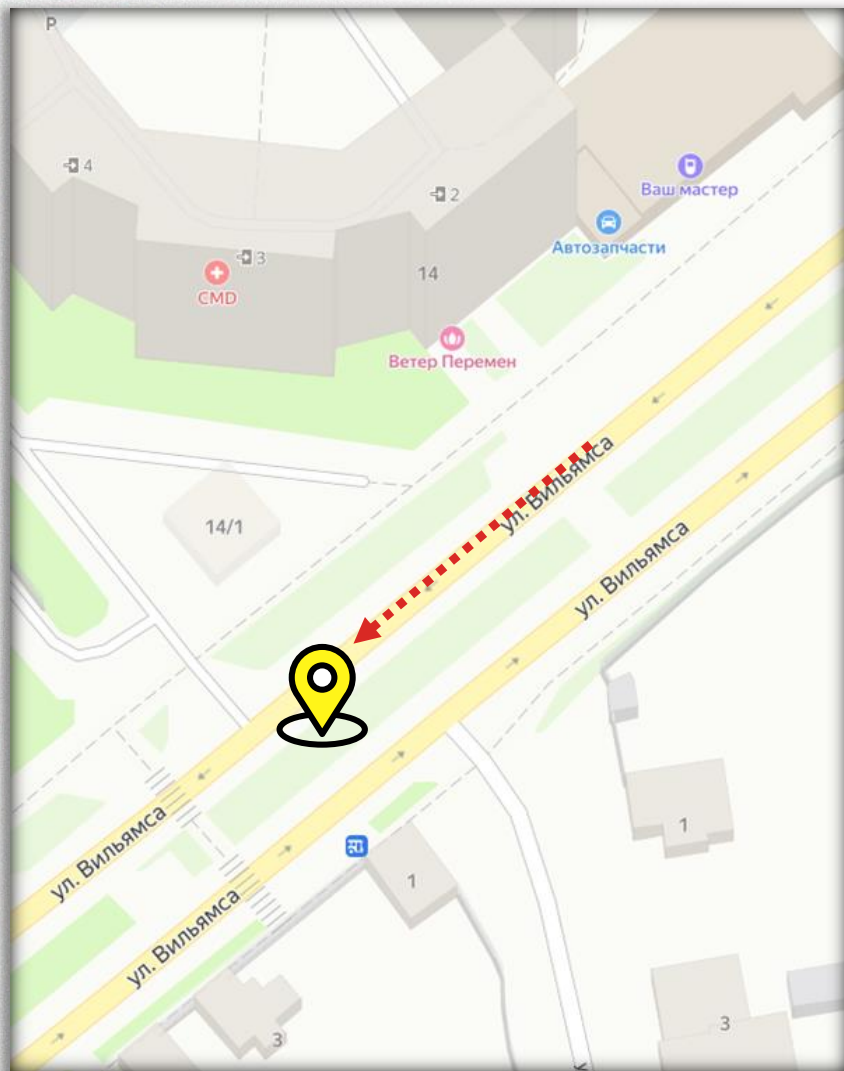 Р
4
2
Ваш мастер
Автозапчасти
3
CMD
14
Ветер Перемен
ул. Вильямса
14/1
ул. Вильямса
ул. Вильямса
1
1
ул. Вильямса
3
3